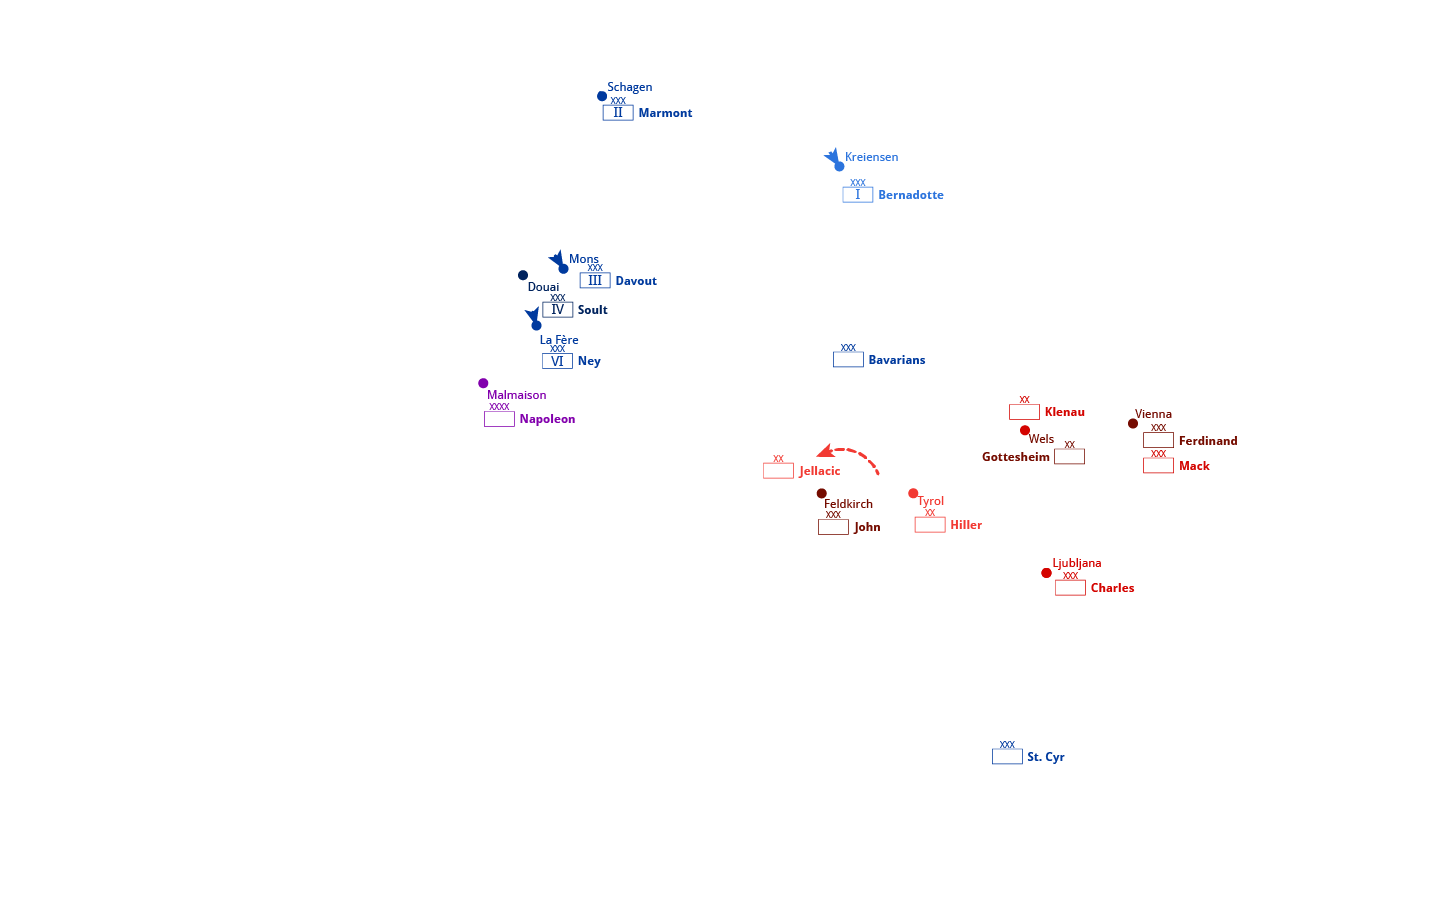 Schagen
XXX
II Marmont
Kreiensen
XXX
I Bernadotte
Mons
XXX
III Davout
Douai
XXX
IV Soult
La Fère
XXX
VI Ney
XXX
Bavarians
Malmaison
XXXX
Napoleon
XX
Klenau
Wels
XX
Gottesheim
Vienna
XXX
Ferdinand
XXX
Mack
XX
Jellacic
Feldkirch
XXX
John
Tyrol
XX
Hiller
Ljubljana
XXX
Charles
XXX
St. Cyr